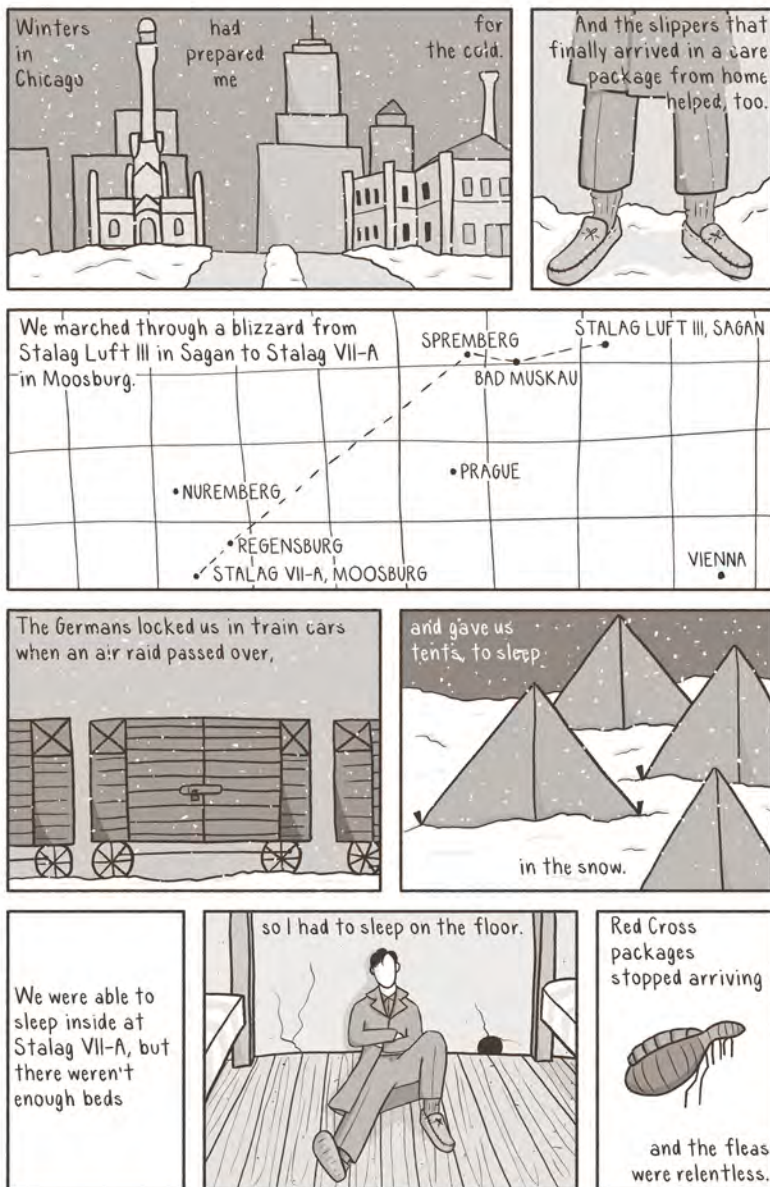 Winters
in
Chicago
had
prepared
me
for
the cold.
And the slippers that
finally arrived in a care
package from home
helped, too.
We marched through a blizzard from
Stalag Luft III in Sagan to Stalag VII-A
in Moosburg.
SPREMBERG
STALAG LUFT III, SAGAN
BAD MUSKAU
PRAGUE
NUREMBERG
REGENSBURG
STALAG VII-A, MOOSBURG
VIENNA
The Germans locked us in train cars
when an air raid passed over,
and gave us
tents, to sleep
in the snow.
We were able to
sleep inside at
Stalag VII-A, but
there weren't
enough beds
so I had to sleep on the floor.
Red Cross
packages
stopped arriving
and the fleas
were relentless.